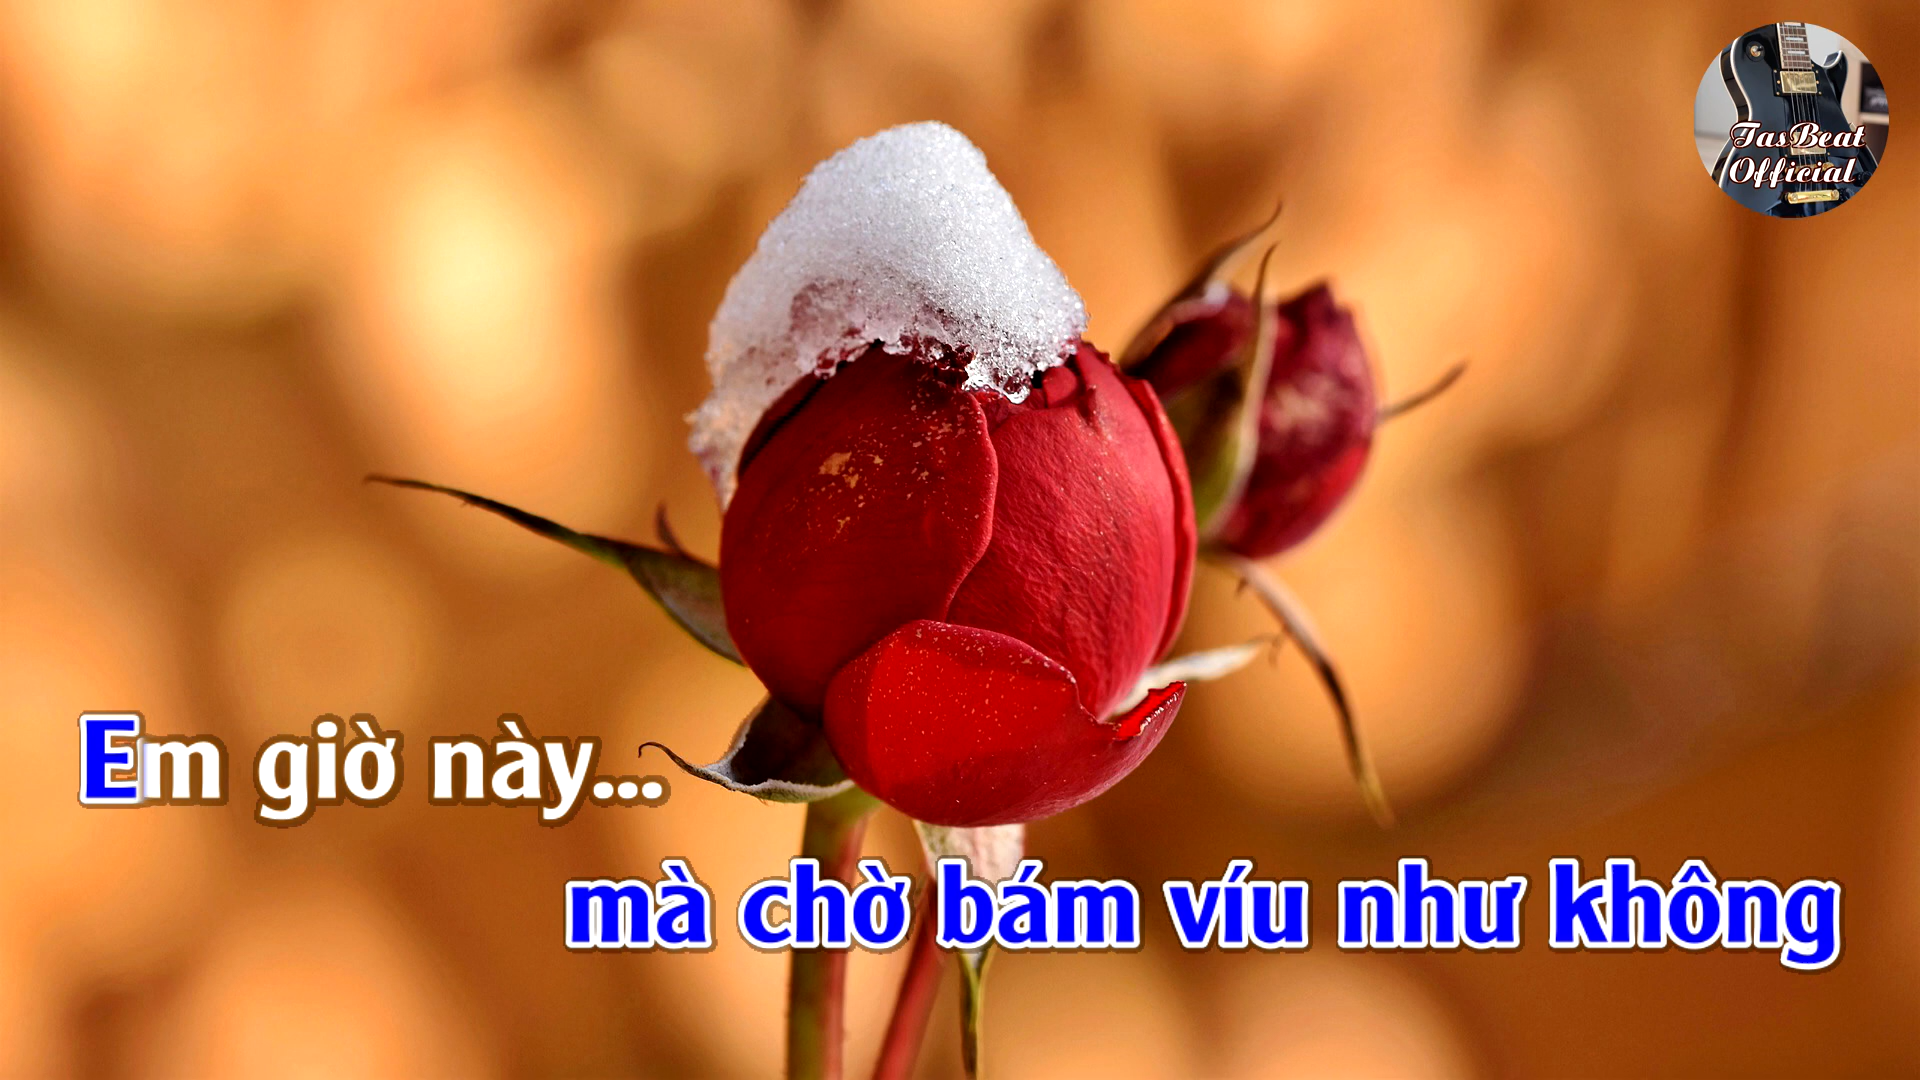 TasBeat
Official
Em giờ này...
mà chờ bám víu như không